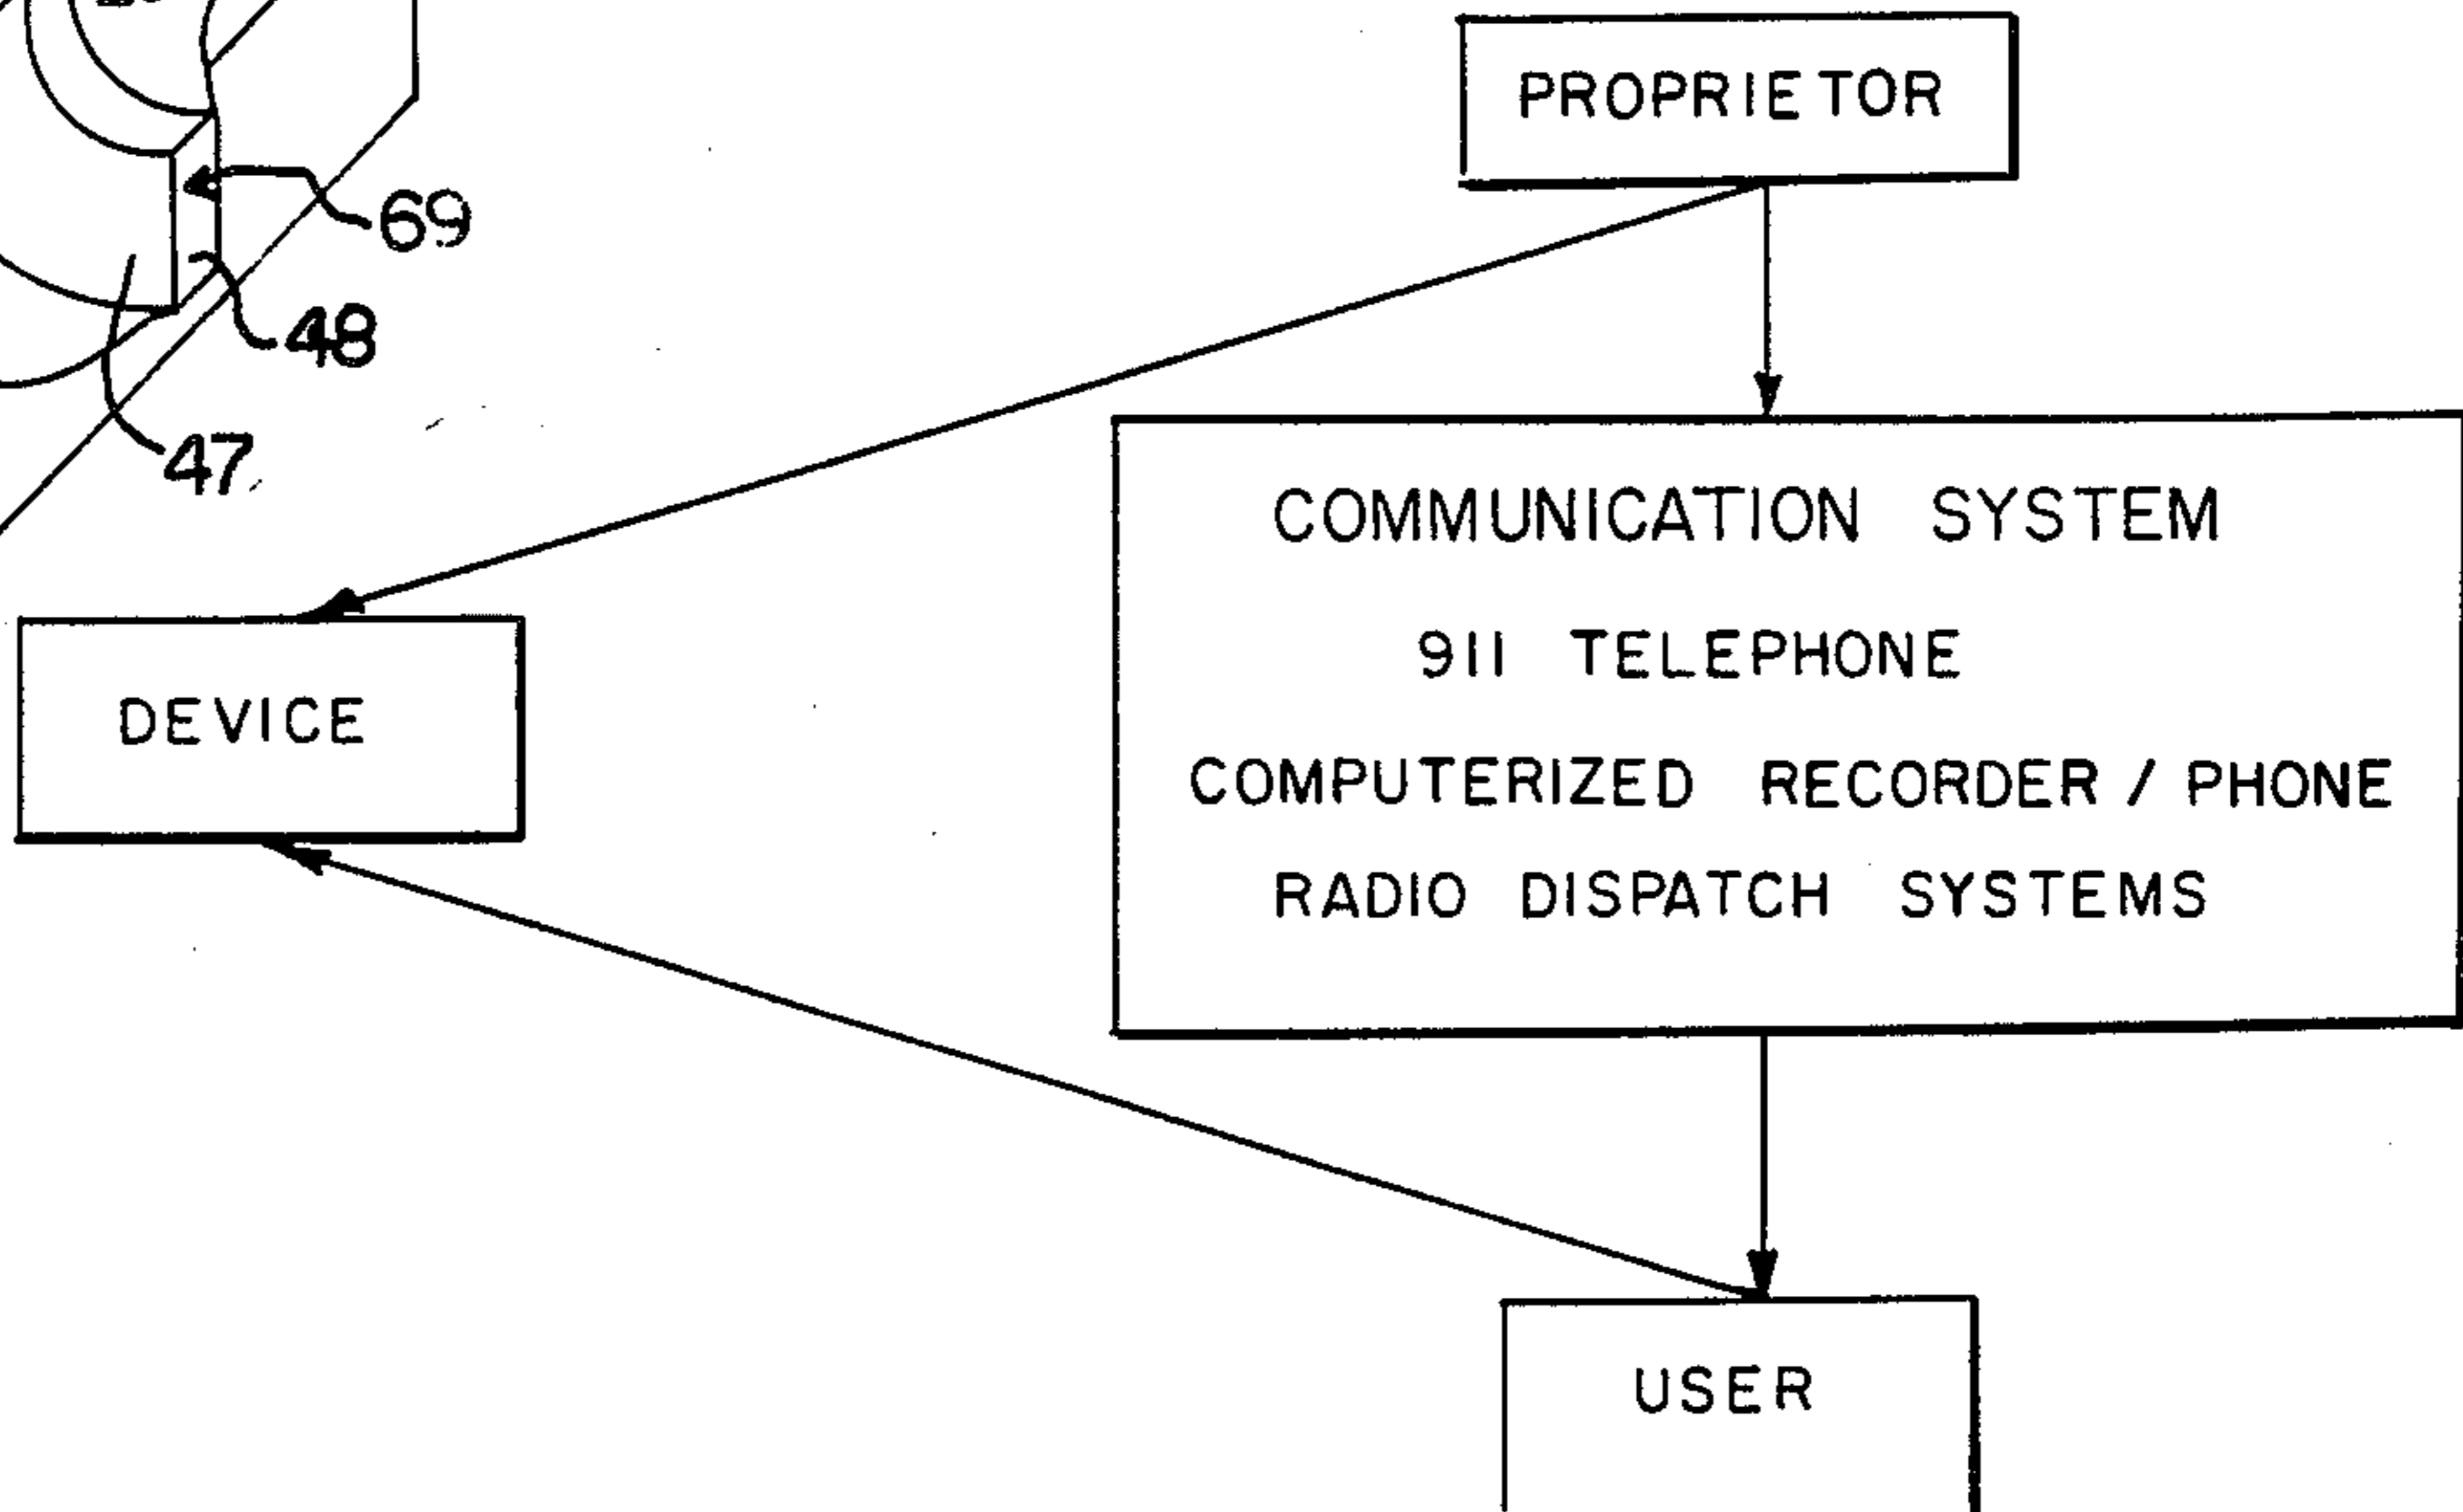 PROPRIETOR
69
48
47
COMMUNICATION SYSTEM
911 TELEPHONE
COMPUTERIZED RECORDER / PHONE
RADIO DISPATCH SYSTEMS
DEVICE
USER